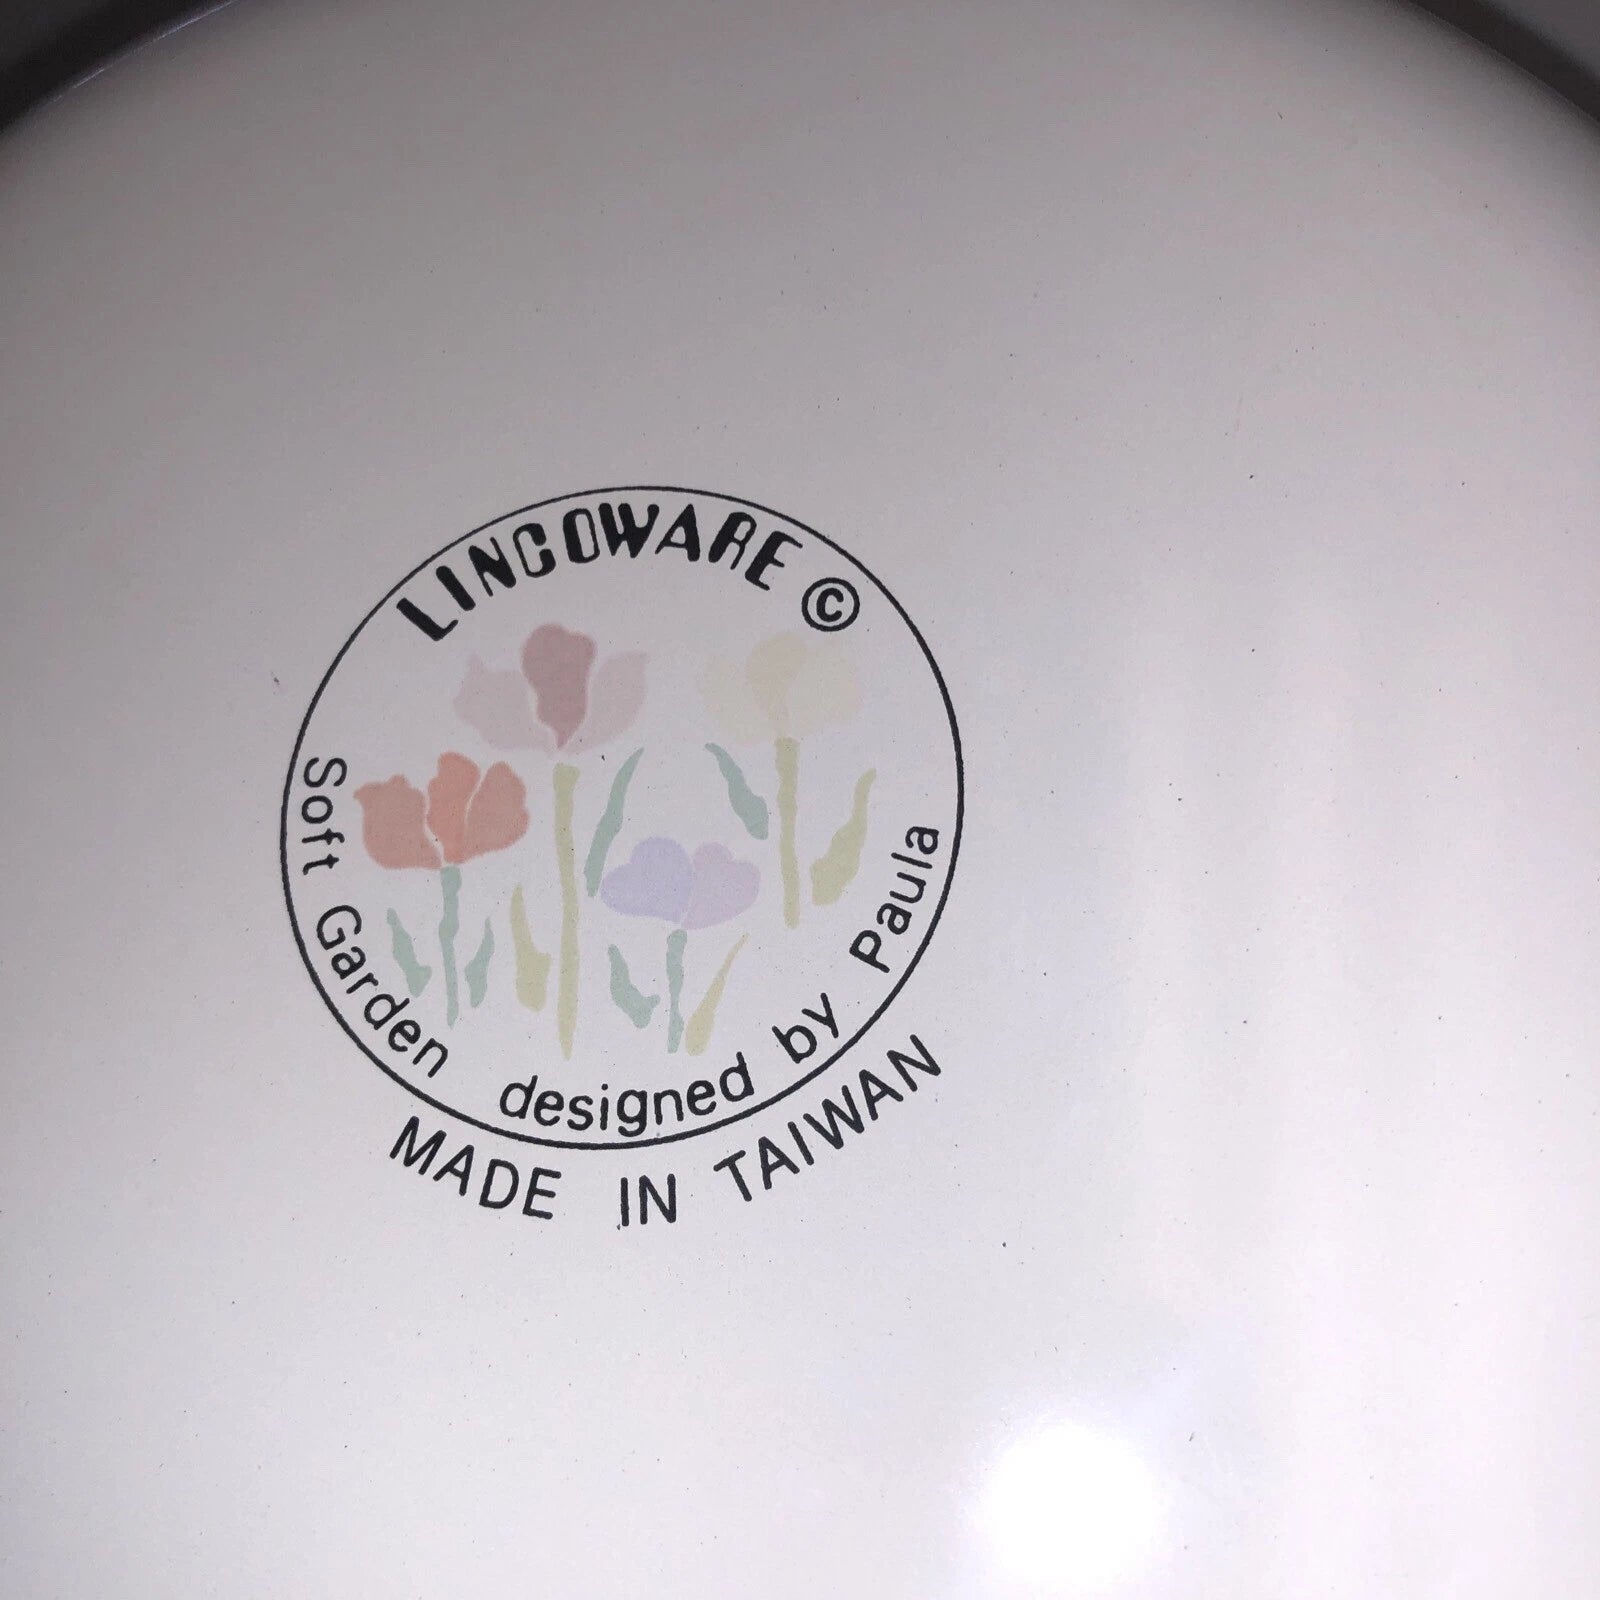 LINCOWARE ©
Soft Garden designed by Paula
MADE IN TAIWAN